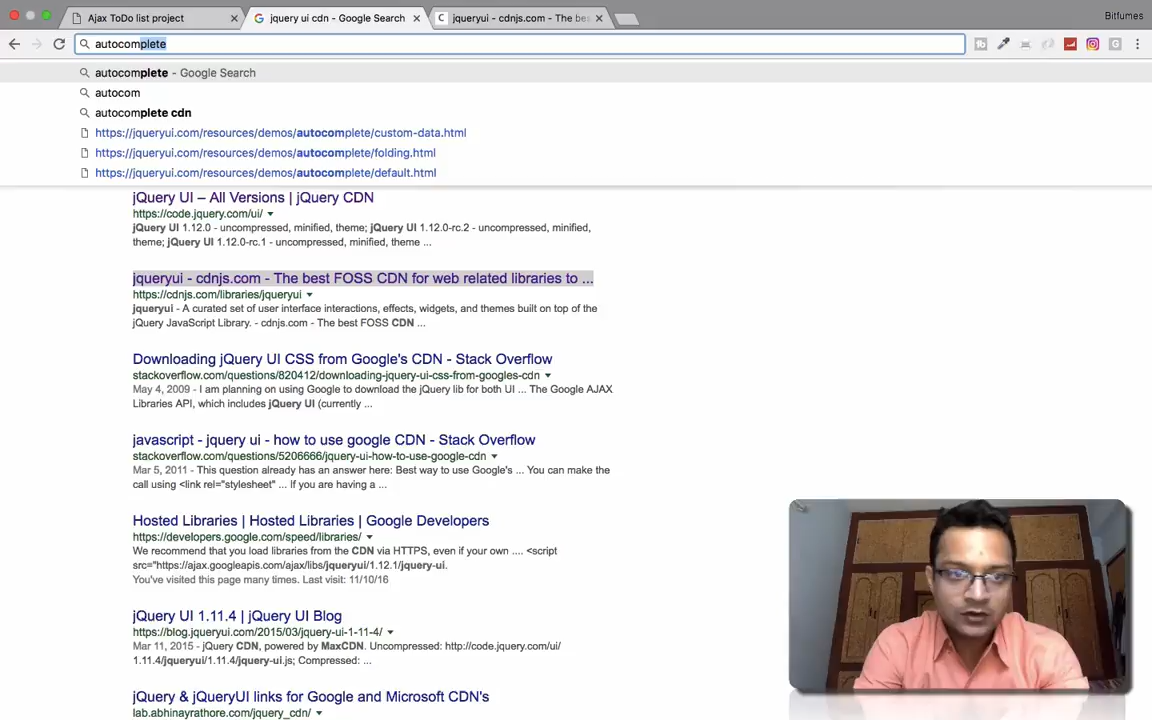 Ajax ToDo list project
jquery ui cdn - Google Search
C jqueryui - cdnjs.com - The bes
Bitfumes
autocomplete
autocomplete - Google Search
autocom
autocomplete cdn
https://jqueryui.com/resources/demos/autocomplete/custom-data.html
https://jqueryui.com/resources/demos/autocomplete/folding.html
https://jqueryui.com/resources/demos/autocomplete/default.html
jQuery UI – All Versions | jQuery CDN
https://code.jquery.com/ui/
jQuery UI 1.12.0 - uncompressed, minified, theme; jQuery UI 1.12.0-rc.2 - uncompressed, minified,
theme; jQuery UI 1.12.0-rc.1 - uncompressed, minified, theme ...
jqueryui - cdnjs.com - The best FOSS CDN for web related libraries to ...
https://cdnjs.com/libraries/jqueryui
jqueryui - A curated set of user interface interactions, effects, widgets, and themes built on top of the
jQuery JavaScript Library. - cdnjs.com - The best FOSS CDN ...
Downloading jQuery UI CSS from Google's CDN - Stack Overflow
stackoverflow.com/questions/820412/downloading-jquery-ui-css-from-googles-cdn
May 4, 2009 - I am planning on using Google to download the jQuery lib for both UI ... The Google AJAX
Libraries API, which includes jQuery UI (currently ...
javascript - jquery ui - how to use google CDN - Stack Overflow
stackoverflow.com/questions/5206666/jquery-ui-how-to-use-google-cdn
Mar 5, 2011 - This question already has an answer here: Best way to use Google's ... You can make the
call using <link rel="stylesheet" ... If you are having a ...
Hosted Libraries | Hosted Libraries | Google Developers
https://developers.google.com/speed/libraries/
We recommend that you load libraries from the CDN via HTTPS, even if your own .... <script
src="https://ajax.googleapis.com/ajax/libs/jqueryui/1.12.1/jquery-ui.
You've visited this page many times. Last visit: 11/10/16
jQuery UI 1.11.4 | jQuery UI Blog
https://blog.jqueryui.com/2015/03/jquery-ui-1-11-4/
Mar 11, 2015 - jQuery CDN, powered by MaxCDN. Uncompressed: http://code.jquery.com/ui/
1.11.4/jqueryui/1.11.4/jquery-ui.js; Compressed: ...
jQuery & jQueryUI links for Google and Microsoft CDN's
lab.abhinayrathore.com/jquery_cdn/